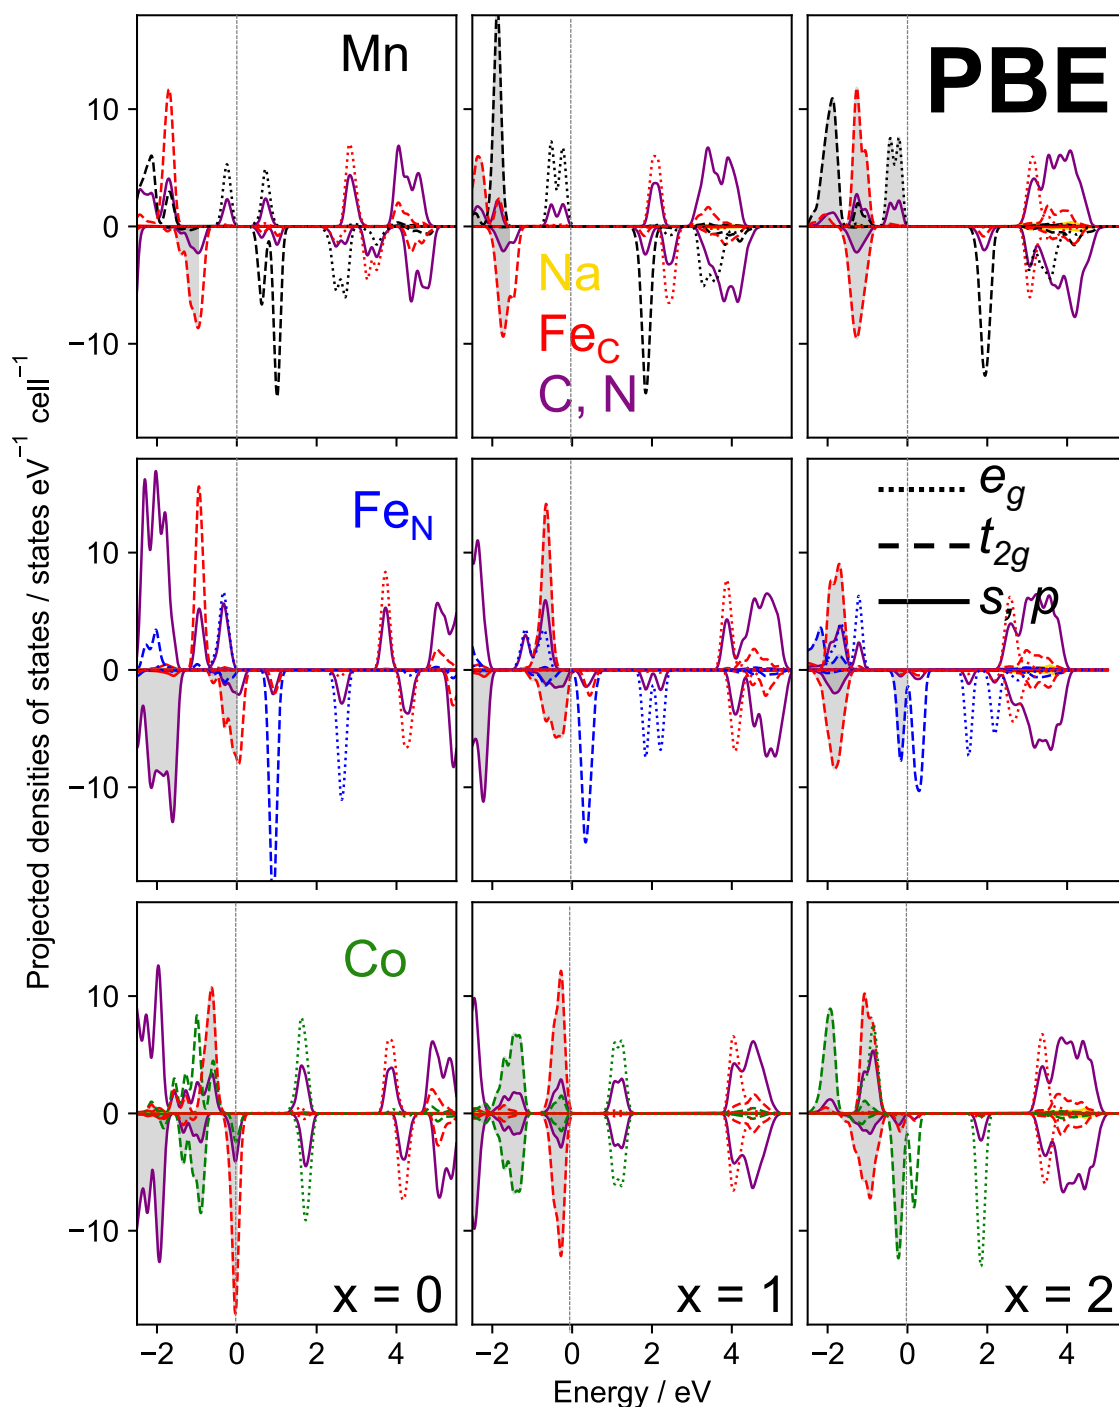 Mn
PBE
10
0
−10
Na
Fe_C
C, N
Fe_N
e_g
t_2g
s, p
10
0
−10
Co
10
0
−10
x = 0
x = 1
x = 2
−2 0 2 4
−2 0 2 4
−2 0 2 4
Energy / eV
Projected densities of states / states eV⁻¹ cell⁻¹